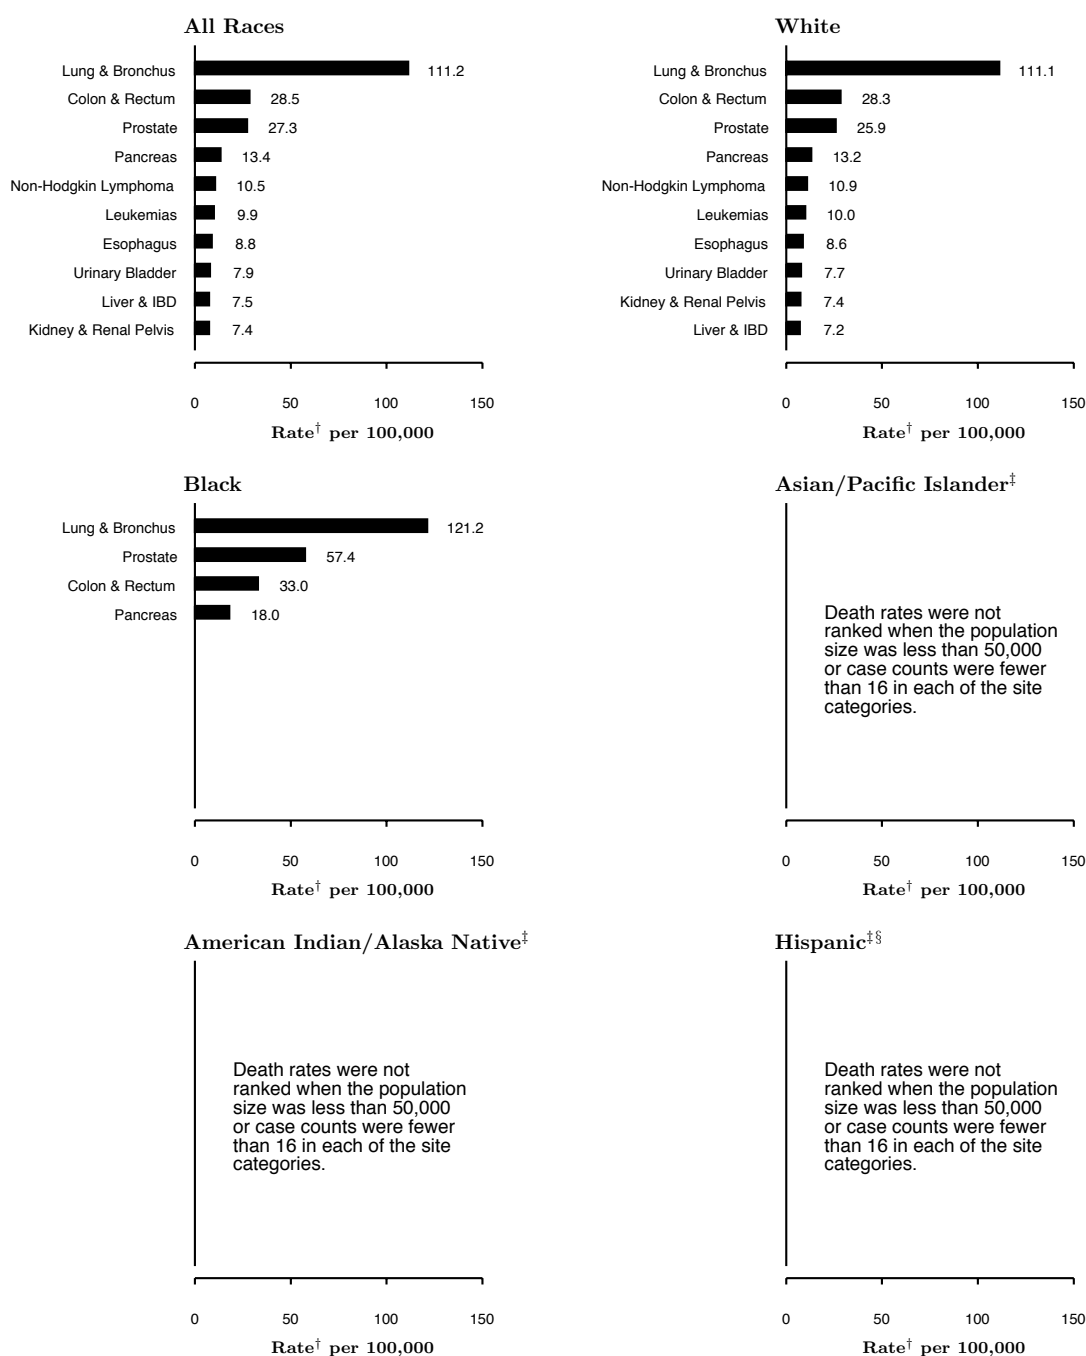 All Races
Lung & Bronchus 111.2
Colon & Rectum 28.5
Prostate 27.3
Pancreas 13.4
Non-Hodgkin Lymphoma 10.5
Leukemias 9.9
Esophagus 8.8
Urinary Bladder 7.9
Liver & IBD 7.5
Kidney & Renal Pelvis 7.4
0 50 100 150
Rate† per 100,000
White
Lung & Bronchus 111.1
Colon & Rectum 28.3
Prostate 25.9
Pancreas 13.2
Non-Hodgkin Lymphoma 10.9
Leukemias 10.0
Esophagus 8.6
Urinary Bladder 7.7
Kidney & Renal Pelvis 7.4
Liver & IBD 7.2
0 50 100 150
Rate† per 100,000
Black
Lung & Bronchus 121.2
Prostate 57.4
Colon & Rectum 33.0
Pancreas 18.0
0 50 100 150
Rate† per 100,000
Asian/Pacific Islander‡
Death rates were not
ranked when the population
size was less than 50,000
or case counts were fewer
than 16 in each of the site
categories.
0 50 100 150
Rate† per 100,000
American Indian/Alaska Native‡
Death rates were not
ranked when the population
size was less than 50,000
or case counts were fewer
than 16 in each of the site
categories.
0 50 100 150
Rate† per 100,000
Hispanic‡§
Death rates were not
ranked when the population
size was less than 50,000
or case counts were fewer
than 16 in each of the site
categories.
0 50 100 150
Rate† per 100,000